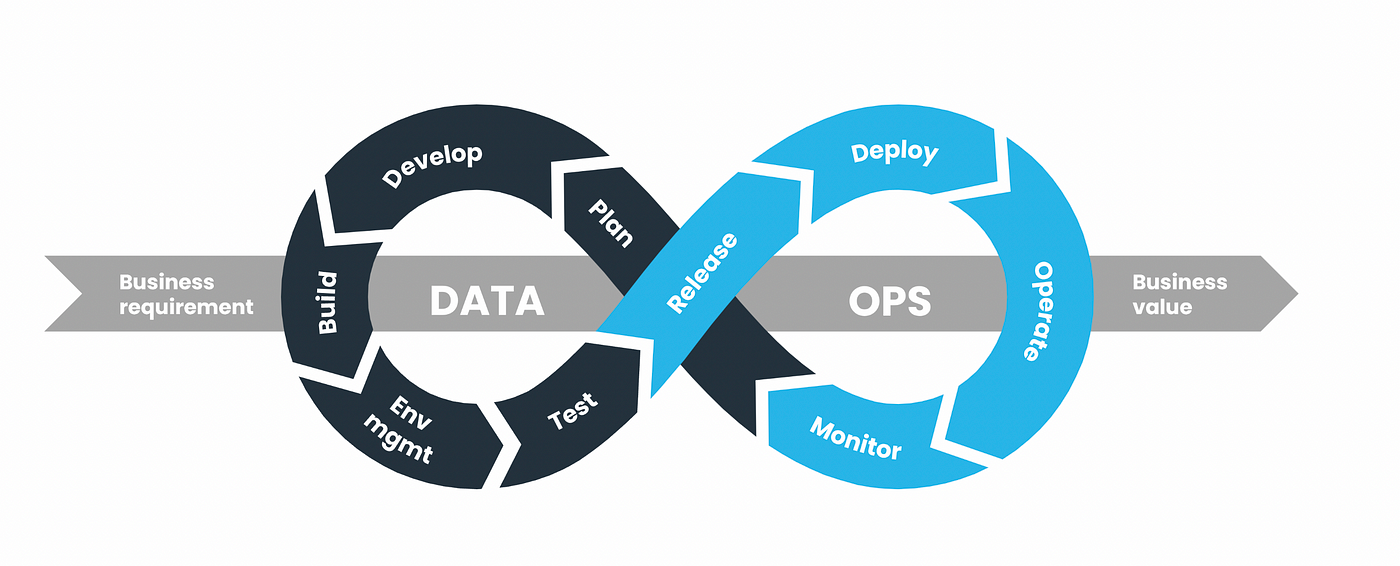 Business
requirement
DATA
Plan
Develop
Build
Env
mgmt
Test
Release
Deploy
Operate
Monitor
OPS
Business
value